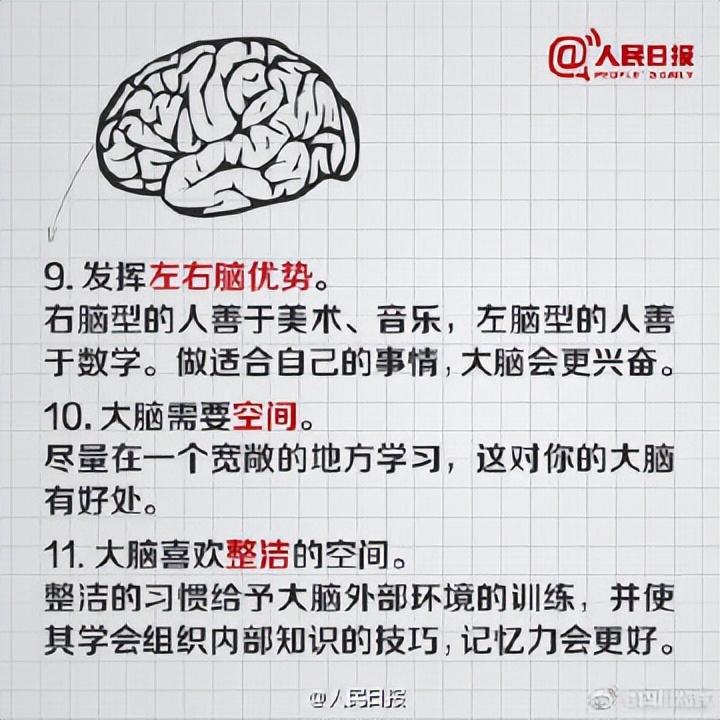 @人民日报
PEOPLE'S DAILY
9. 发挥左右脑优势。
右脑型的人善于美术、音乐，左脑型的人善
于数学。做适合自己的事情，大脑会更兴奋。
10. 大脑需要空间。
尽量在一个宽敞的地方学习，这对你的大脑
有好处。
11. 大脑喜欢整洁的空间。
整洁的习惯给予大脑外部环境的训练，并使
其学会组织内部知识的技巧，记忆力会更好。
@人民日报